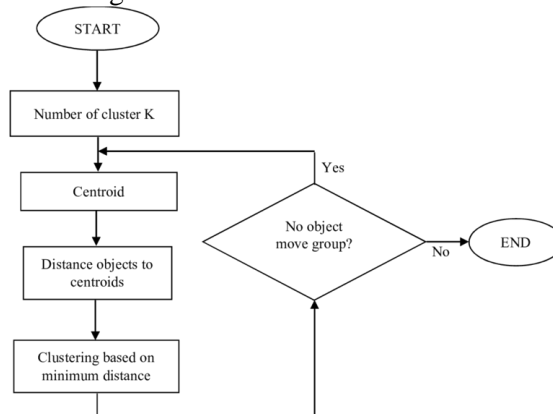 START
Number of cluster K
Yes
Centroid
No object
move group?
No
END
Distance objects to
centroids
Clustering based on
minimum distance